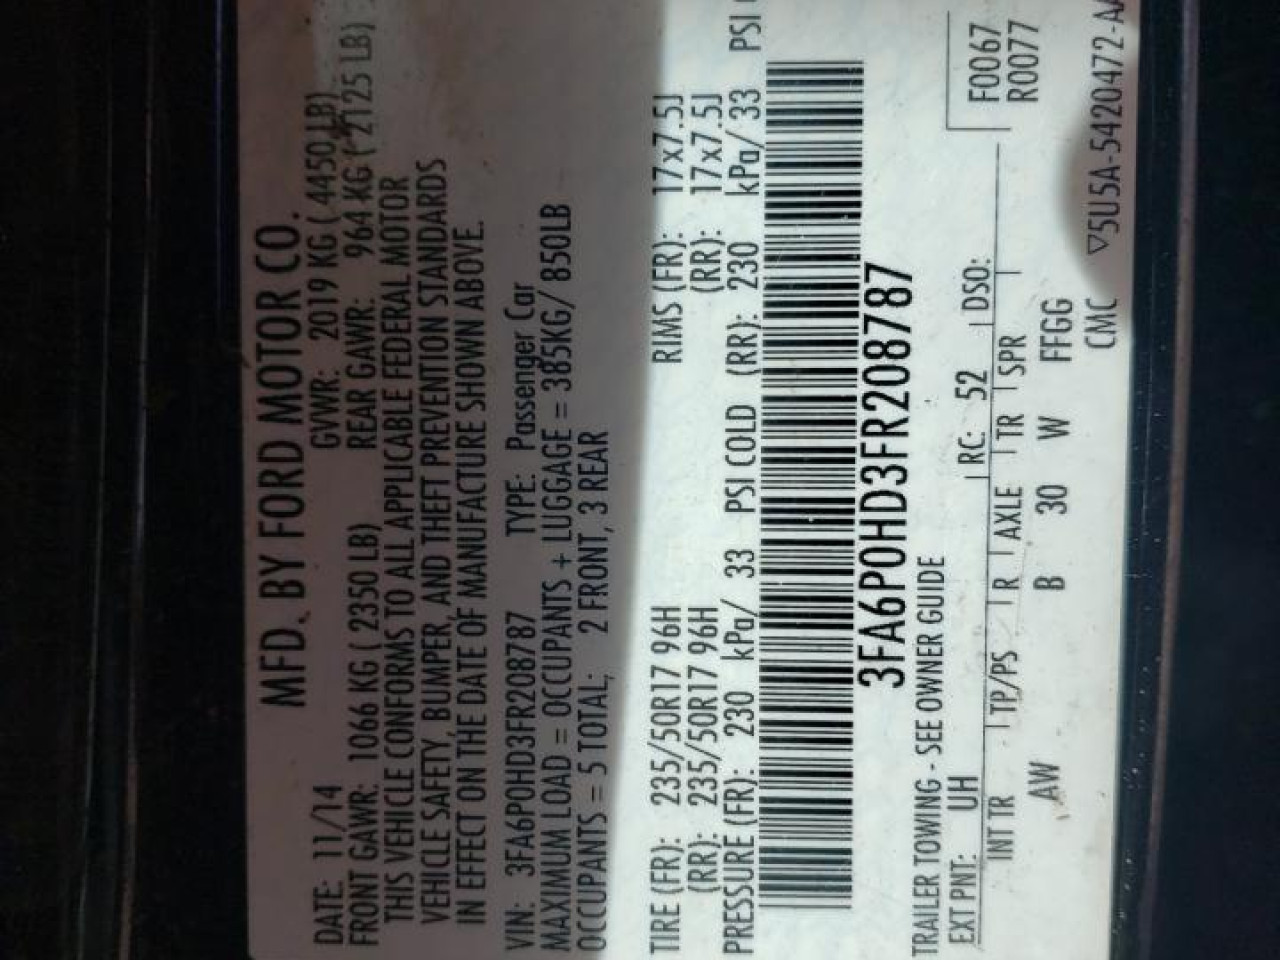 MFD. BY FORD MOTOR CO.
DATE: 11/14 GVWR: 2019 KG ( 4450 LB)
FRONT GAWR: 1066 KG ( 2350 LB) REAR GAWR: 964 KG ( 2125 LB)
THIS VEHICLE CONFORMS TO ALL APPLICABLE FEDERAL MOTOR
VEHICLE SAFETY, BUMPER, AND THEFT PREVENTION STANDARDS
IN EFFECT ON THE DATE OF MANUFACTURE SHOWN ABOVE.
VIN: 3FA6P0HD3FR208787 TYPE: Passenger Car
MAXIMUM LOAD = OCCUPANTS + LUGGAGE = 385KG/ 850LB
OCCUPANTS = 5 TOTAL; 2 FRONT, 3 REAR
TIRE (FR): 235/50R17 96H RIMS (FR): 17x7.5J
(RR): 235/50R17 96H (RR): 17x7.5J
PRESSURE (FR): 230 kPa/ 33 PSI COLD (RR): 230 kPa/ 33 PSI
3FA6P0HD3FR208787
TRAILER TOWING - SEE OWNER GUIDE
EXT PNT: UH RC: 52 DSO: F0067
R0077
INT TR TP/PS R AXLE TR SPR
AW B 30 W FFGG
CMC ▽5U5A-5420472-A